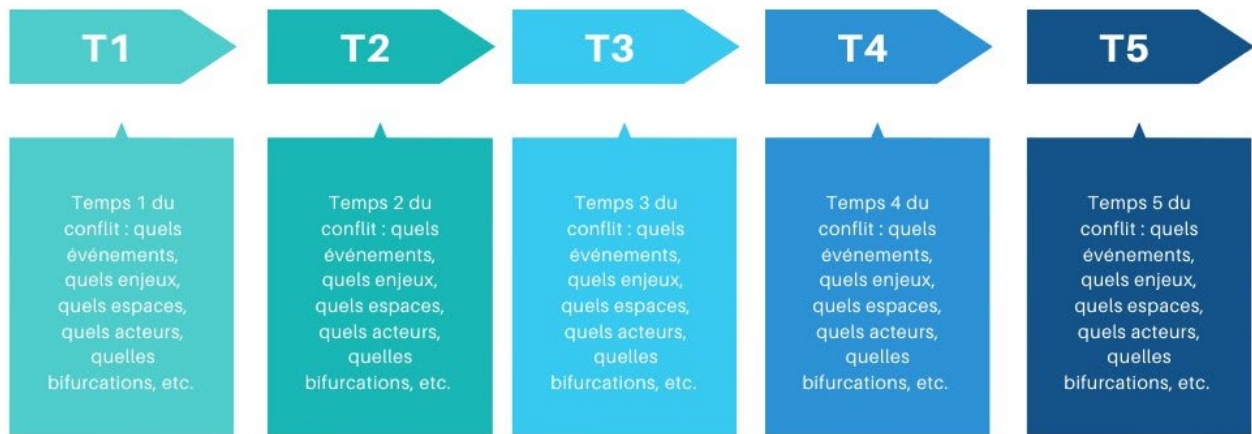 T1
T2
T3
T4
T5
Temps 1 du
conflit : quels
événements,
quels enjeux,
quels espaces,
quels acteurs,
quelles
bifurcations, etc.
Temps 2 du
conflit : quels
événements,
quels enjeux,
quels espaces,
quels acteurs,
quelles
bifurcations, etc.
Temps 3 du
conflit : quels
événements,
quels enjeux,
quels espaces,
quels acteurs,
quelles
bifurcations, etc.
Temps 4 du
conflit : quels
événements,
quels enjeux,
quels espaces,
quels acteurs,
quelles
bifurcations, etc.
Temps 5 du
conflit : quels
événements,
quels enjeux,
quels espaces,
quels acteurs,
quelles
bifurcations, etc.